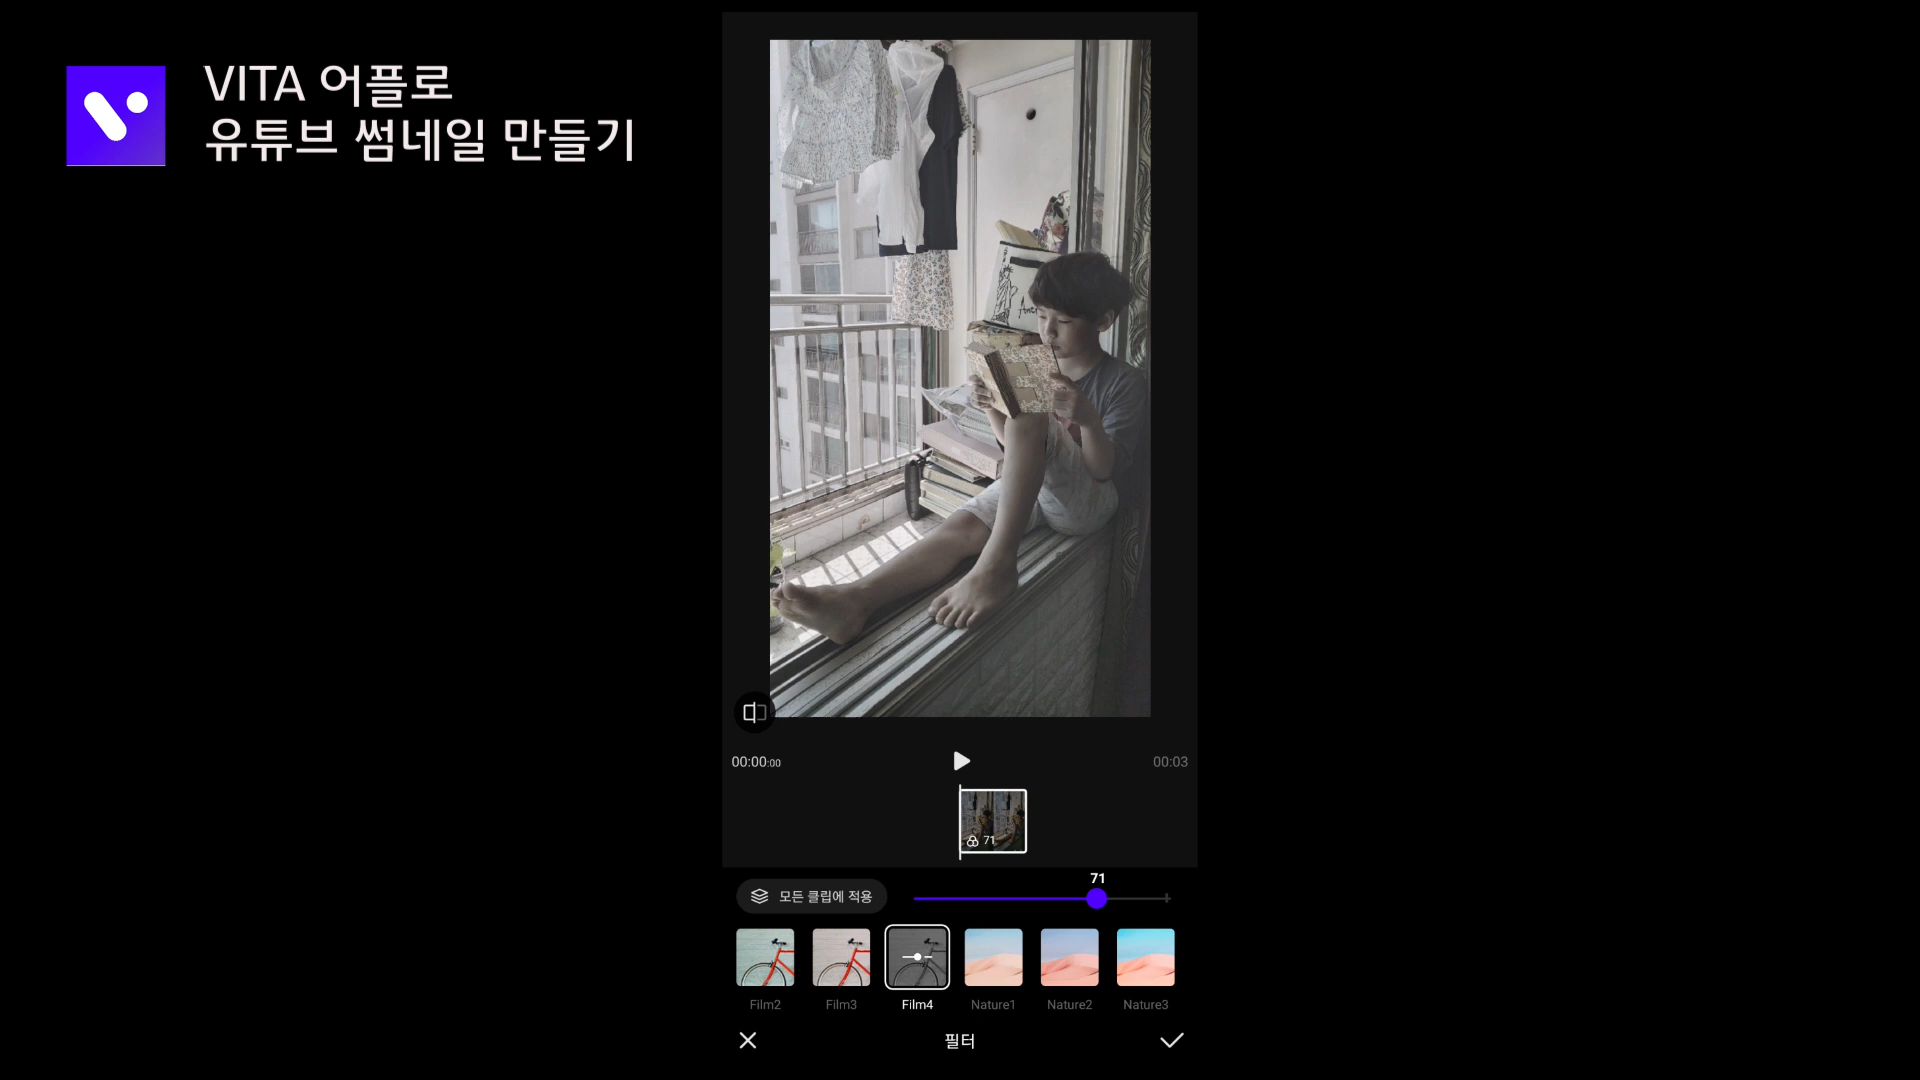 VITA 어플로
유튜브 썸네일 만들기
00:00:00
00:03
71
71
모든 클립에 적용
Film2
Film3
Film4
Nature1
Nature2
Nature3
필터